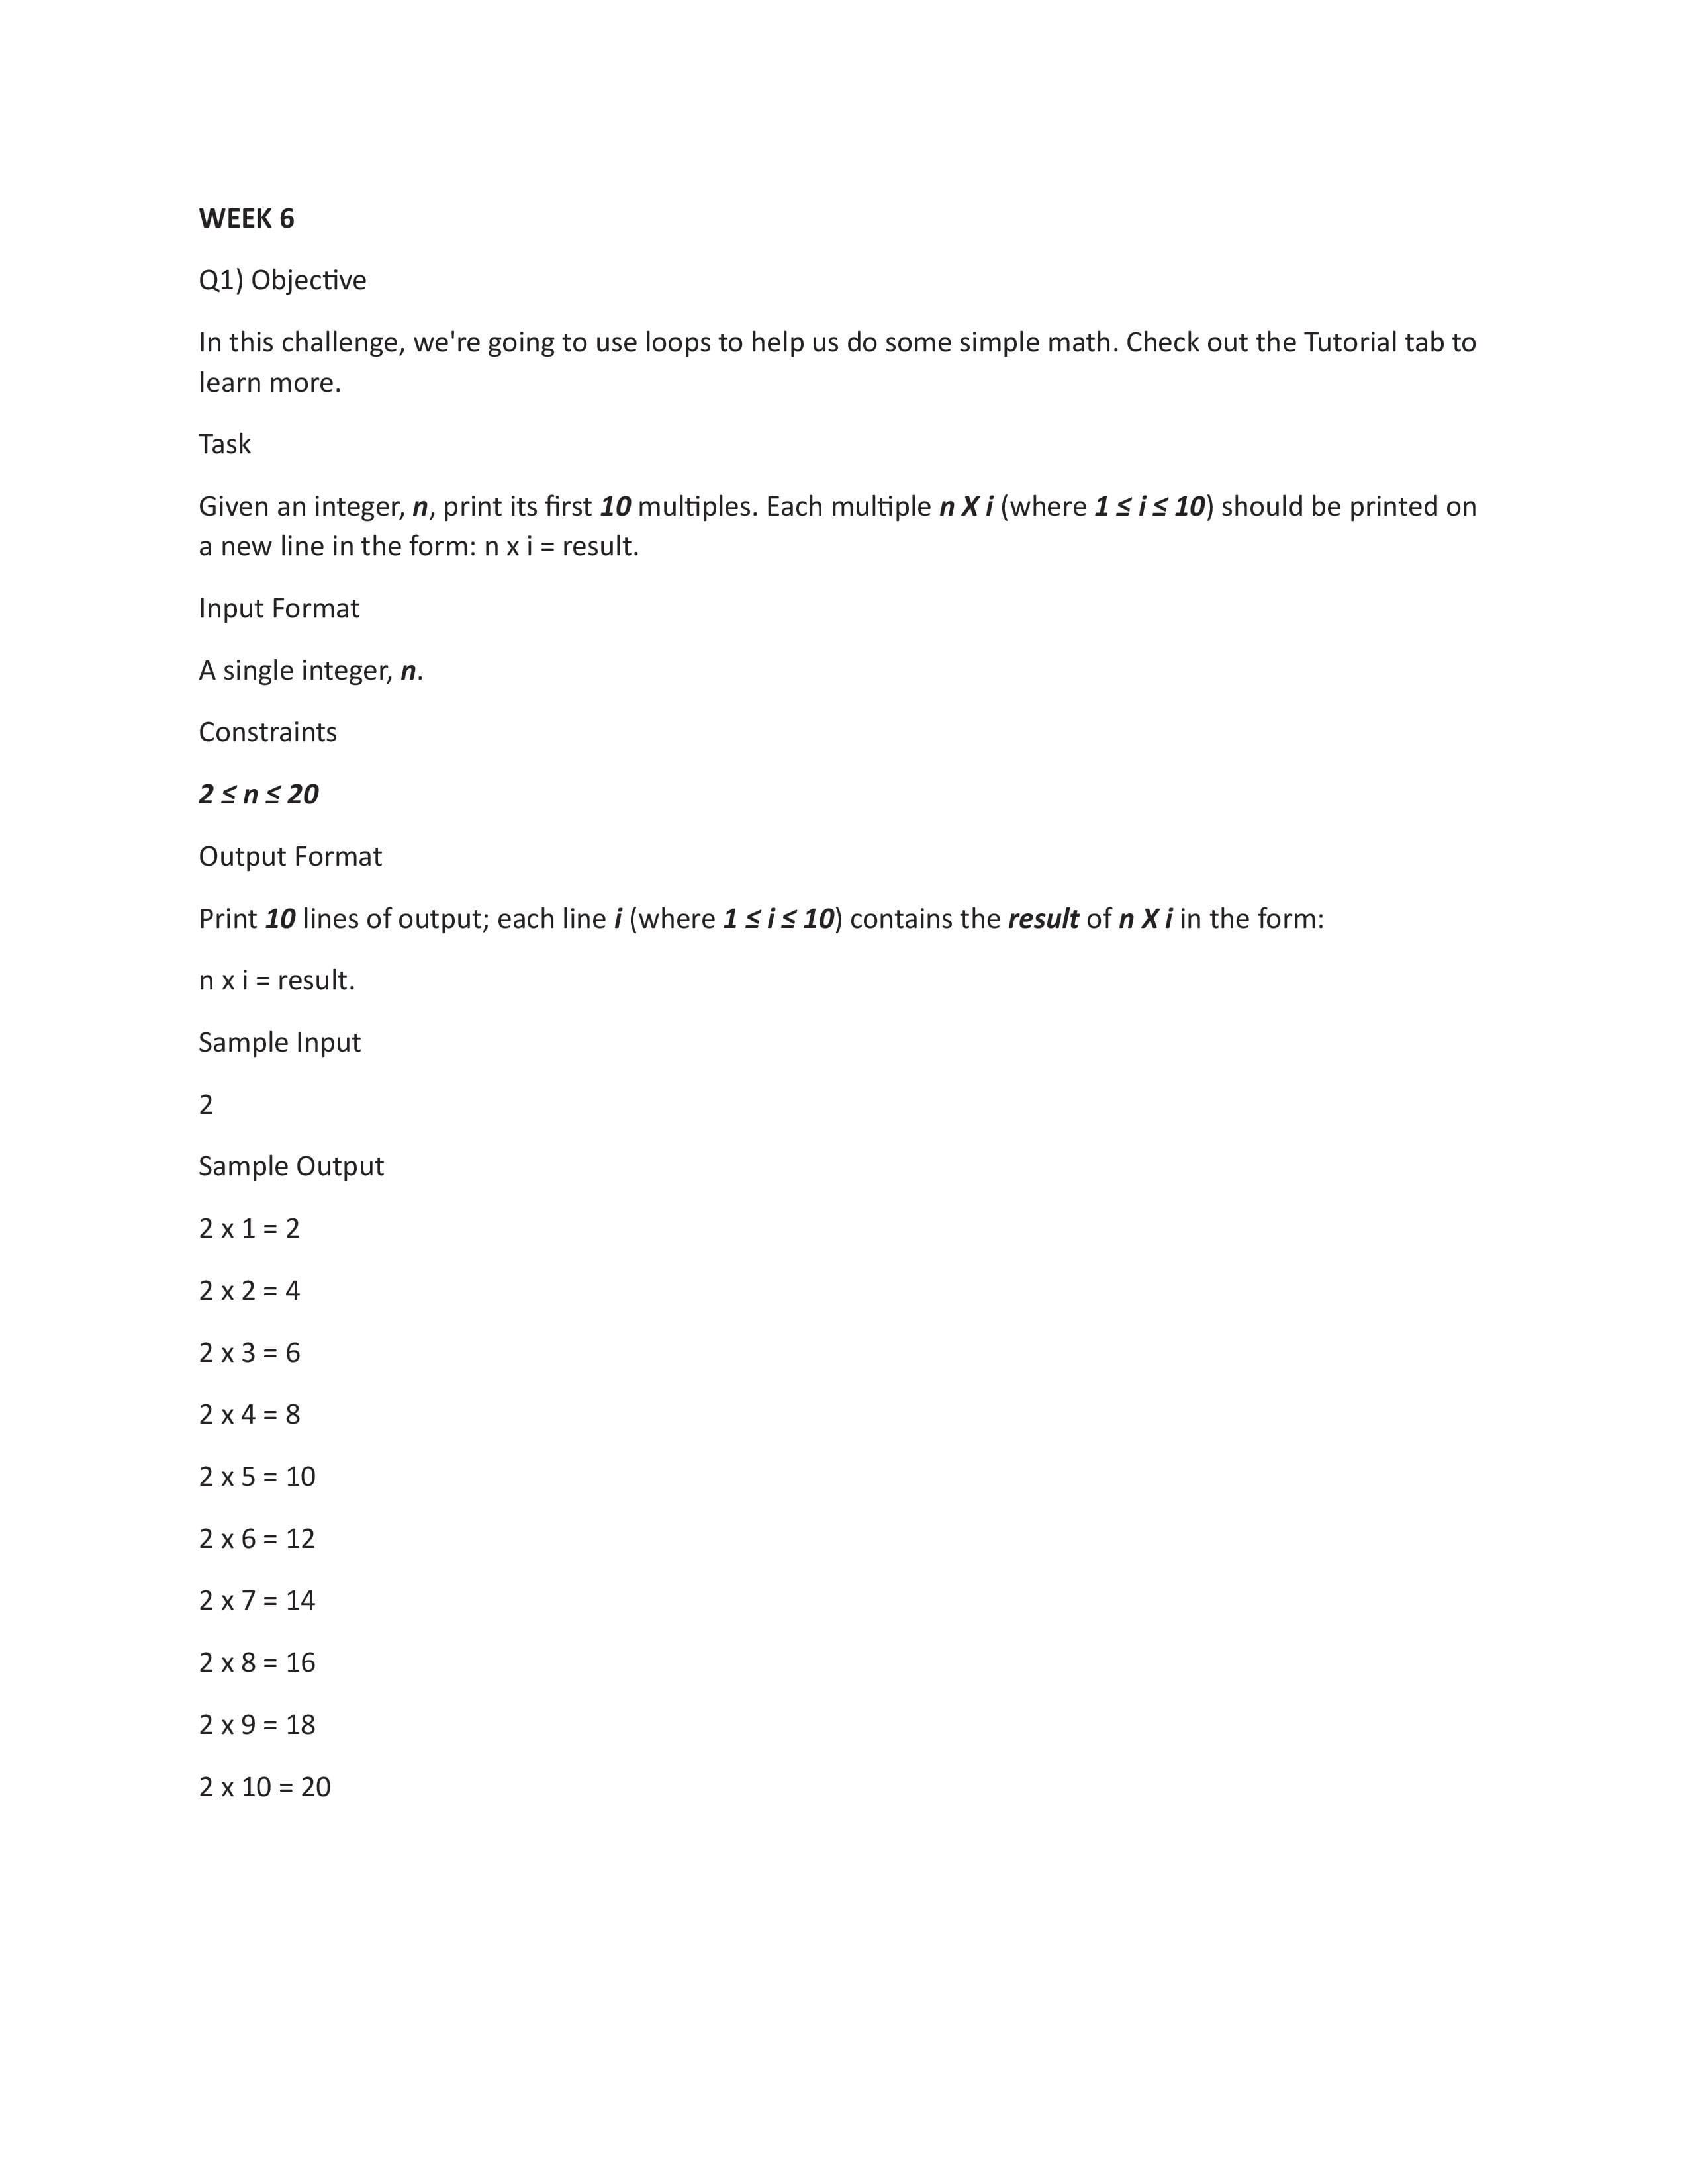 WEEK 6
Q1) Objective
In this challenge, we're going to use loops to help us do some simple math. Check out the Tutorial tab to
learn more.
Task
Given an integer, n, print its first 10 multiples. Each multiple n X i (where 1 ≤ i ≤ 10) should be printed on
a new line in the form: n x i = result.
Input Format
A single integer, n.
Constraints
2 ≤ n ≤ 20
Output Format
Print 10 lines of output; each line i (where 1 ≤ i ≤ 10) contains the result of n X i in the form:
n x i = result.
Sample Input
2
Sample Output
2 x 1 = 2
2 x 2 = 4
2 x 3 = 6
2 x 4 = 8
2 x 5 = 10
2 x 6 = 12
2 x 7 = 14
2 x 8 = 16
2 x 9 = 18
2 x 10 = 20